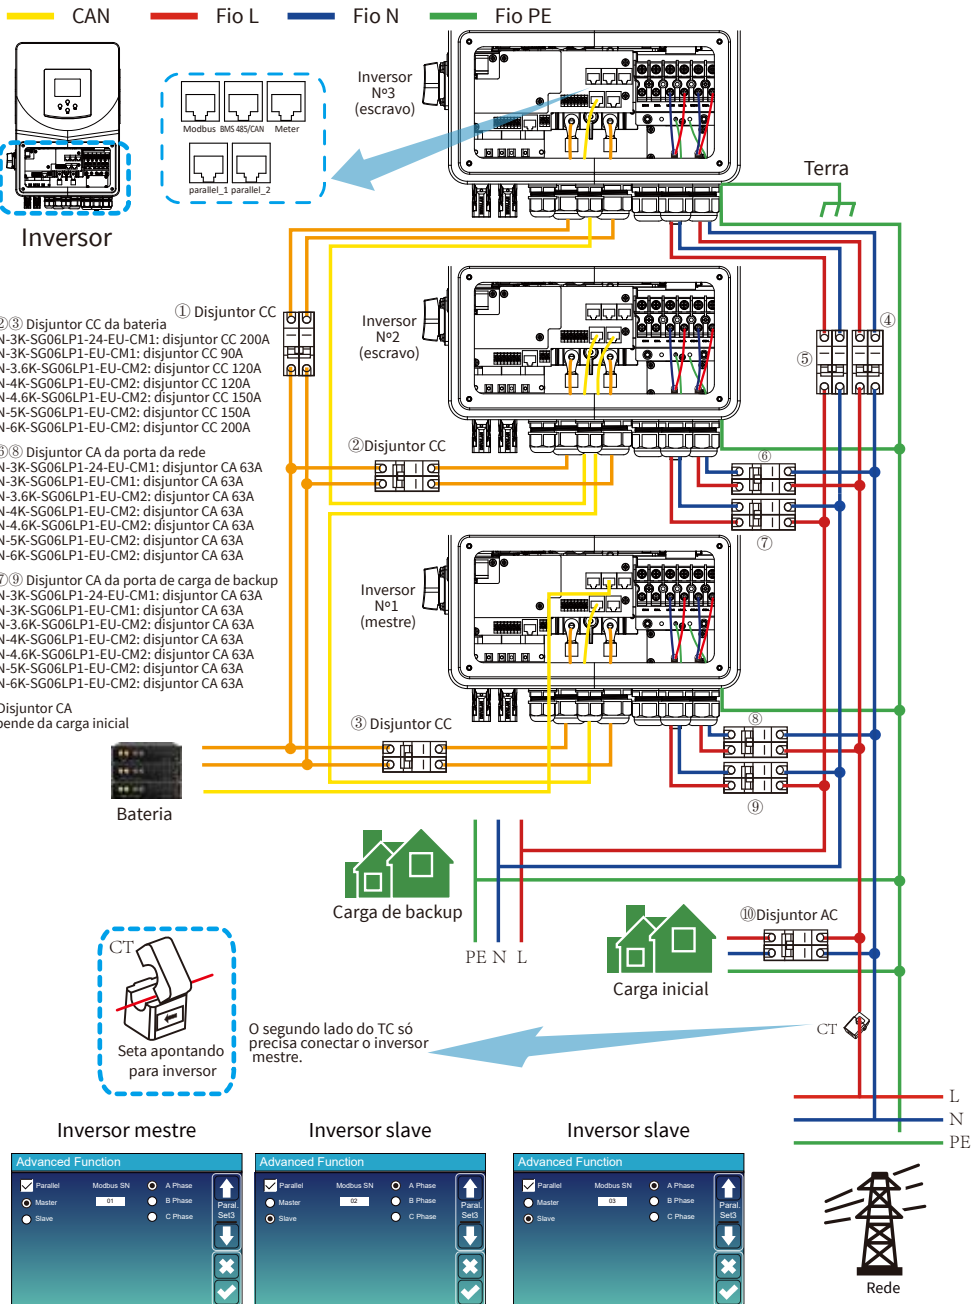 CAN Fio L Fio N Fio PE
Inversor
Nº3
(escravo)
Modbus BMS 485/CAN Meter
parallel_1 parallel_2
Inversor
Terra
① Disjuntor CC
②③ Disjuntor CC da bateria
N-3K-SG06LP1-24-EU-CM1: disjuntor CC 200A
N-3K-SG06LP1-EU-CM1: disjuntor CC 90A
N-3.6K-SG06LP1-EU-CM2: disjuntor CC 120A
N-4K-SG06LP1-EU-CM2: disjuntor CC 120A
N-4.6K-SG06LP1-EU-CM2: disjuntor CC 150A
N-5K-SG06LP1-EU-CM2: disjuntor CC 150A
N-6K-SG06LP1-EU-CM2: disjuntor CC 200A
Inversor
Nº2
(escravo)
④
⑤
②Disjuntor CC
⑥⑧ Disjuntor CA da porta da rede
N-3K-SG06LP1-24-EU-CM1: disjuntor CA 63A
N-3K-SG06LP1-EU-CM1: disjuntor CA 63A
N-3.6K-SG06LP1-EU-CM2: disjuntor CA 63A
N-4K-SG06LP1-EU-CM2: disjuntor CA 63A
N-4.6K-SG06LP1-EU-CM2: disjuntor CA 63A
N-5K-SG06LP1-EU-CM2: disjuntor CA 63A
N-6K-SG06LP1-EU-CM2: disjuntor CA 63A
⑥
⑦
⑦⑨ Disjuntor CA da porta de carga de backup
N-3K-SG06LP1-24-EU-CM1: disjuntor CA 63A
N-3K-SG06LP1-EU-CM1: disjuntor CA 63A
N-3.6K-SG06LP1-EU-CM2: disjuntor CA 63A
N-4K-SG06LP1-EU-CM2: disjuntor CA 63A
N-4.6K-SG06LP1-EU-CM2: disjuntor CA 63A
N-5K-SG06LP1-EU-CM2: disjuntor CA 63A
N-6K-SG06LP1-EU-CM2: disjuntor CA 63A
Inversor
Nº1
(mestre)
Disjuntor CA
pende da carga inicial
③ Disjuntor CC
⑧
⑨
Bateria
Carga de backup
PE N L
⑩Disjuntor AC
Carga inicial
CT
Seta apontando
para inversor
O segundo lado do TC só
precisa conectar o inversor
mestre.
CT
L
N
PE
Rede
Inversor mestre
Advanced Function
Parallel Modbus SN A Phase
Master 01 B Phase
Slave C Phase
Paral.
Set3
Inversor slave
Advanced Function
Parallel Modbus SN A Phase
Master 02 B Phase
Slave C Phase
Paral.
Set3
Inversor slave
Advanced Function
Parallel Modbus SN A Phase
Master 03 B Phase
Slave C Phase
Paral.
Set3